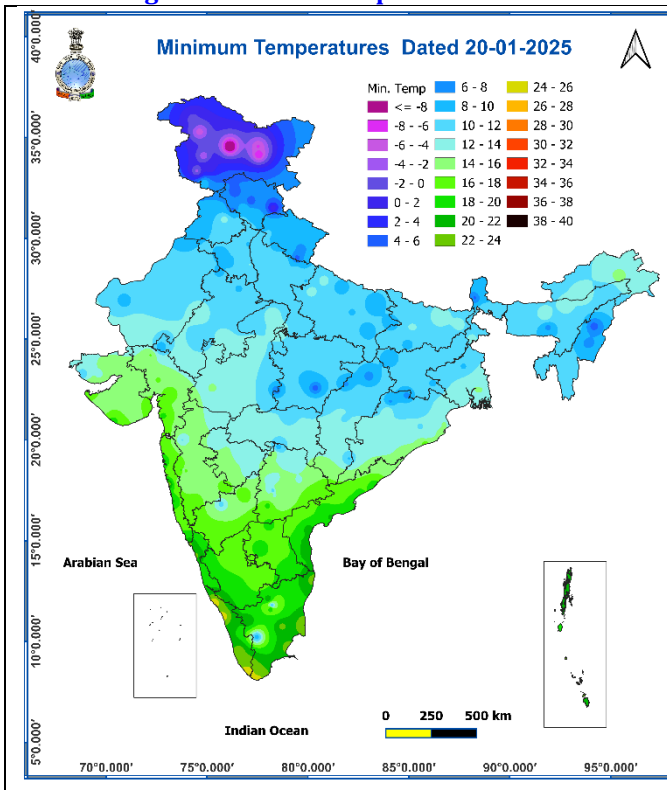 Minimum Temperatures Dated 20-01-2025
Min. Temp
<= -8
-8 - -6
-6 - -4
-4 - -2
-2 - 0
0 - 2
2 - 4
4 - 6
6 - 8
8 - 10
10 - 12
12 - 14
14 - 16
16 - 18
18 - 20
20 - 22
22 - 24
24 - 26
26 - 28
28 - 30
30 - 32
32 - 34
34 - 36
36 - 38
38 - 40
40°0.000'
35°0.000'
30°0.000'
25°0.000'
20°0.000'
15°0.000'
10°0.000'
5°0.000'
Arabian Sea
Bay of Bengal
Indian Ocean
0 250 500 km
70°0.000' 75°0.000' 80°0.000' 85°0.000' 90°0.000' 95°0.000'